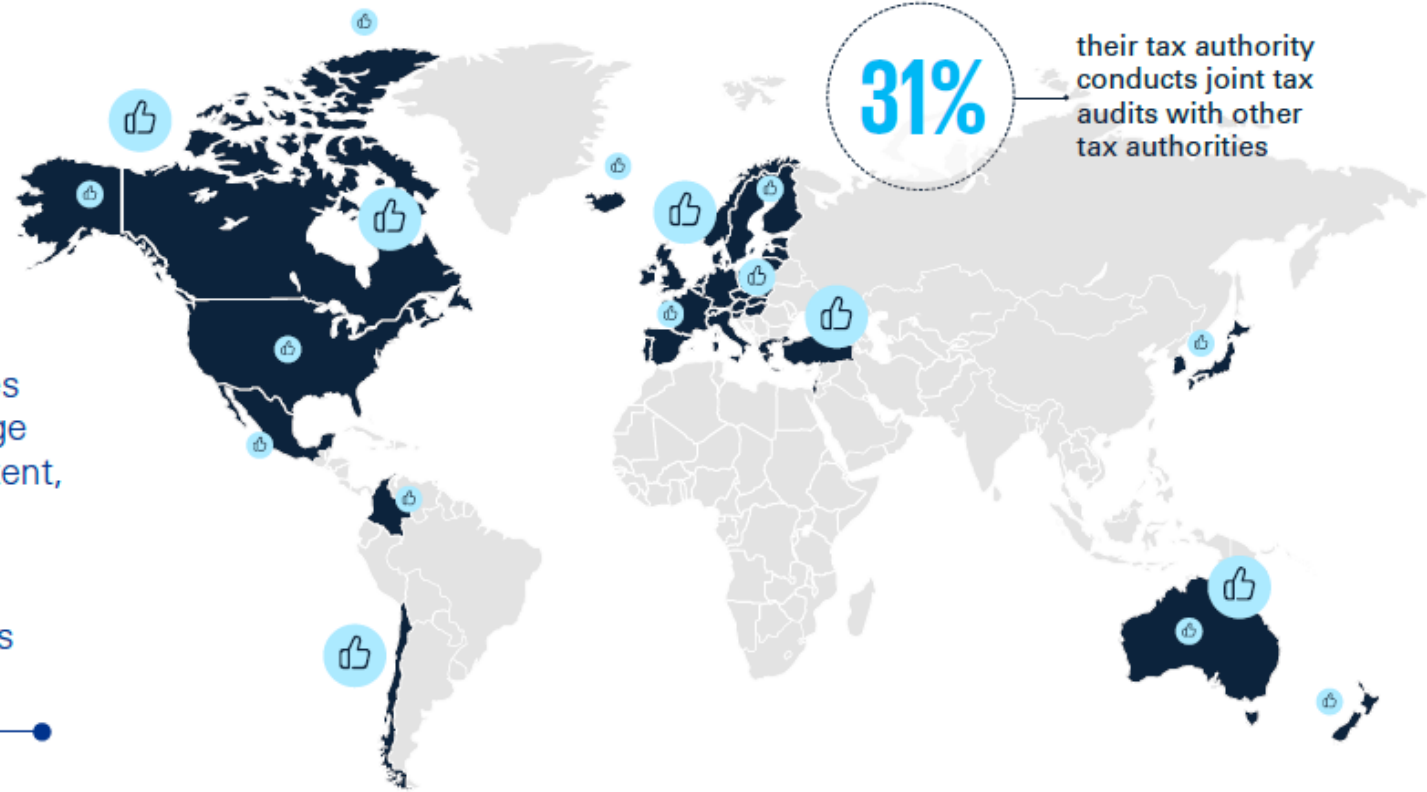 31%
their tax authority
conducts joint tax
audits with other
tax authorities